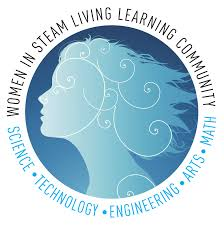 WOMEN IN STEAM LIVING LEARNING COMMUNITY
SCIENCE • TECHNOLOGY • ENGINEERING • ARTS • MATH